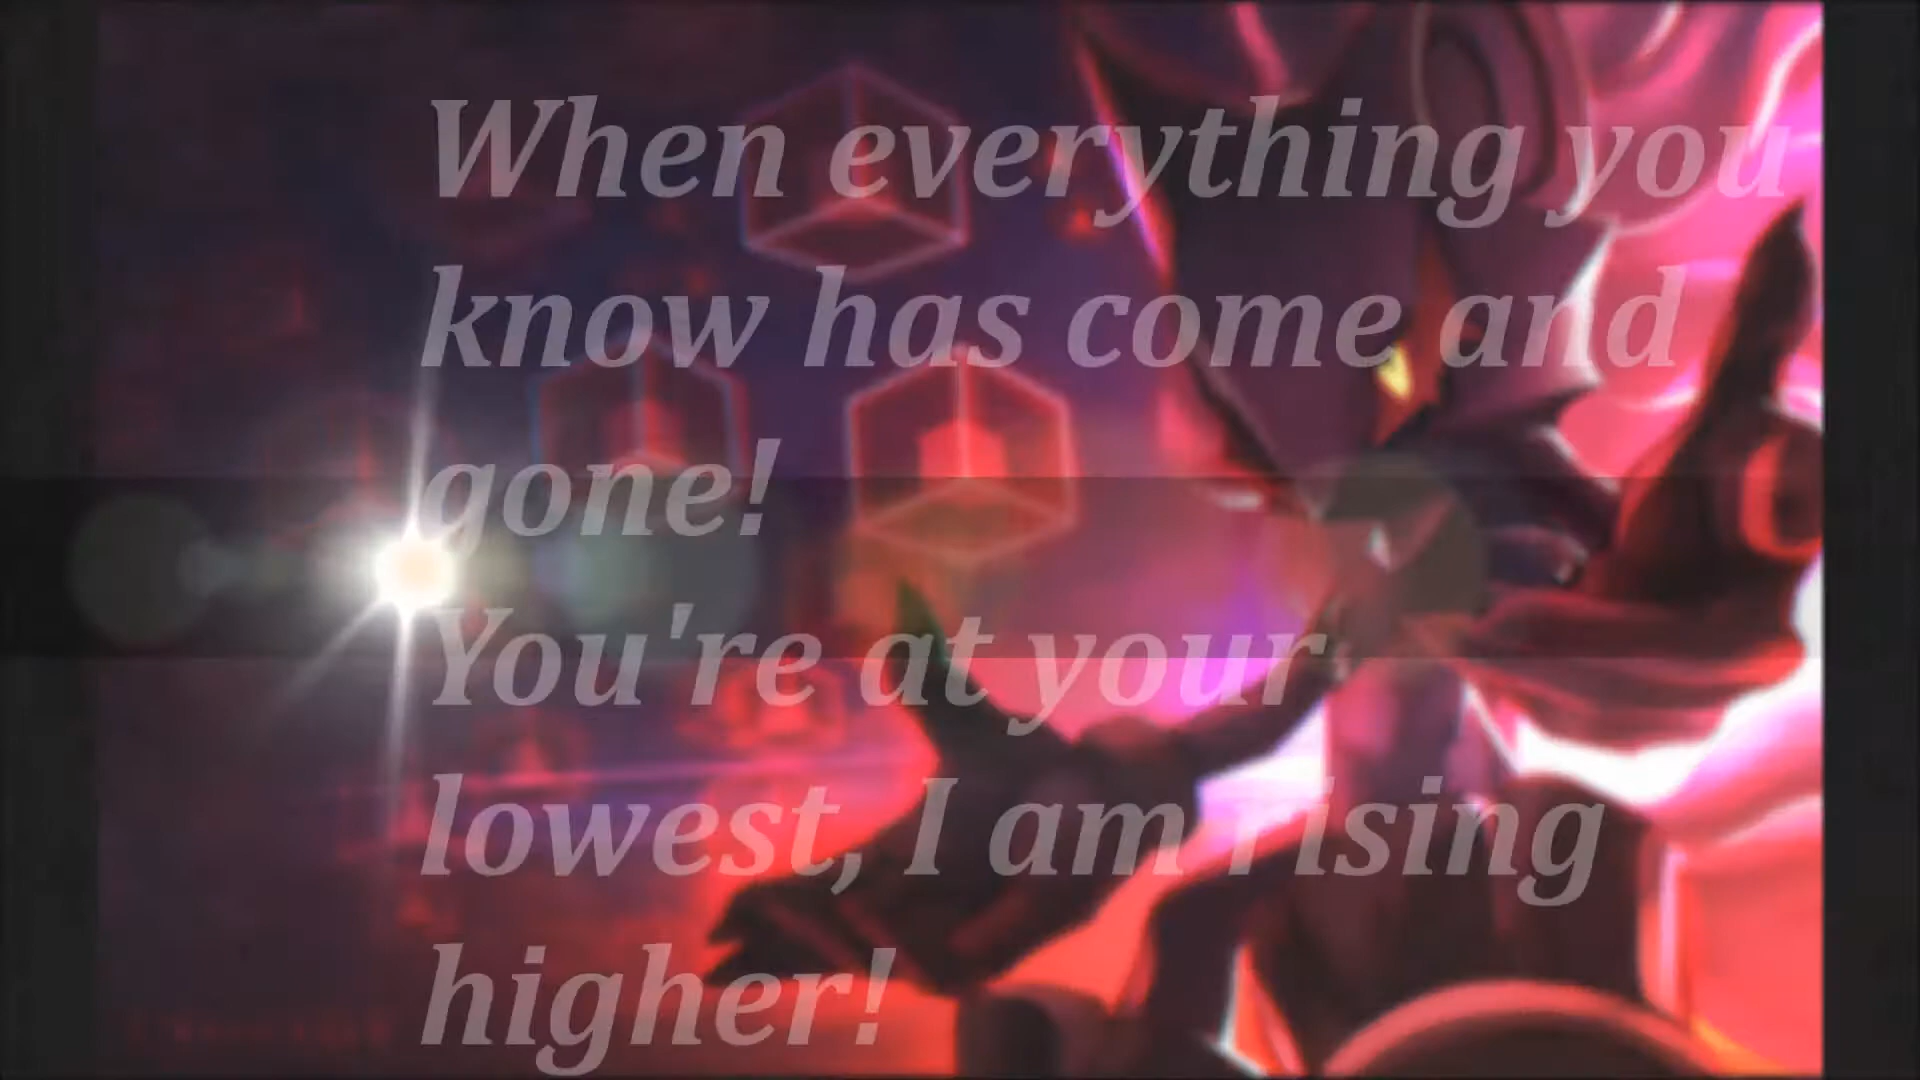 When everything you
know has come and
gone!
You're at your
lowest, I am rising
higher!